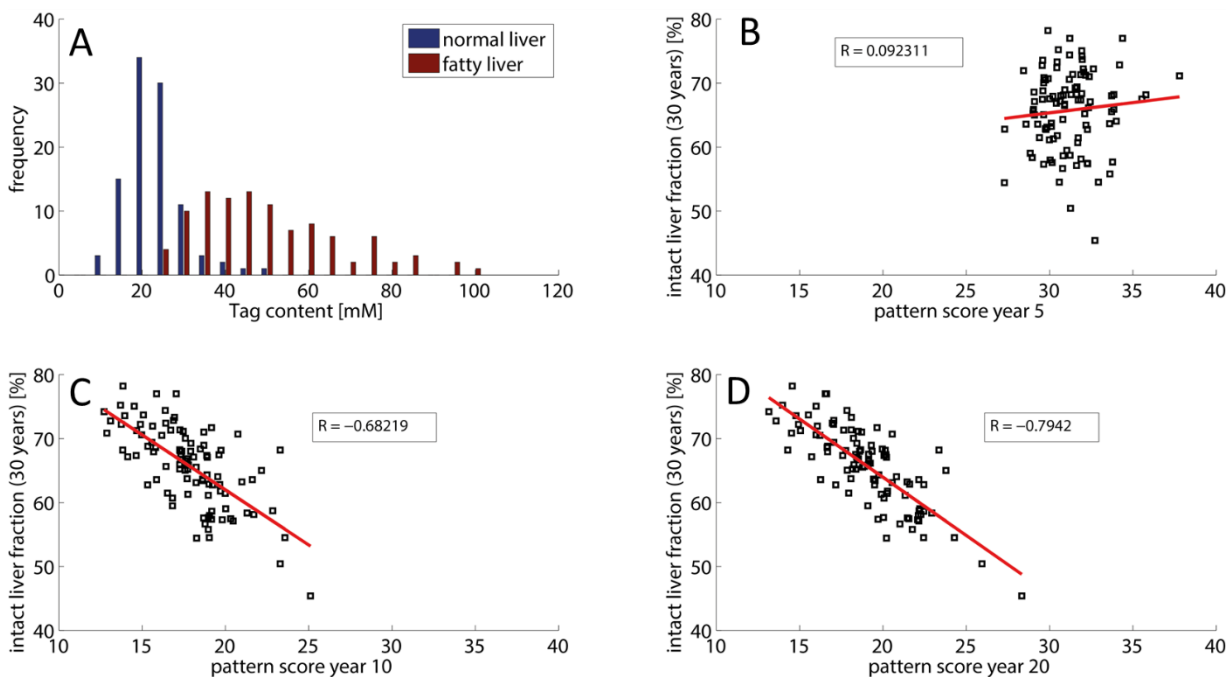 A
normal liver
fatty liver
40
30
20
10
0
frequency
0 20 40 60 80 100 120
Tag content [mM]
B
R = 0.092311
80
70
60
50
40
intact liver fraction (30 years) [%]
10 15 20 25 30 35 40
pattern score year 5
C
R = −0.68219
80
70
60
50
40
intact liver fraction (30 years) [%]
10 15 20 25 30 35 40
pattern score year 10
D
R = −0.7942
80
70
60
50
40
intact liver fraction (30 years) [%]
10 15 20 25 30 35 40
pattern score year 20